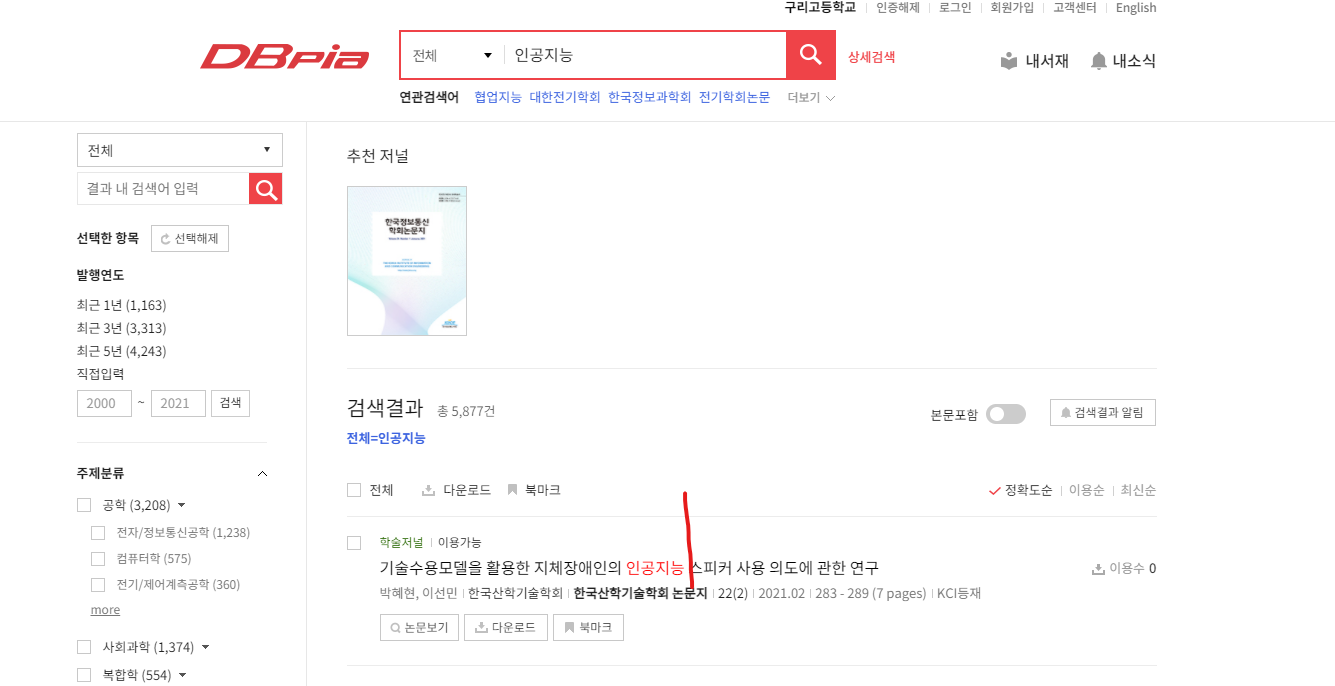 구리고등학교 인증해제 로그인 회원가입 고객센터 English
DBpia
전체 인공지능 상세검색 내서재 내소식
연관검색어 협업지능 대한전기학회 한국정보과학회 전기학회논문 더보기
전체
결과 내 검색어 입력
선택한 항목 선택해제
발행연도
최근 1년 (1,163)
최근 3년 (3,313)
최근 5년 (4,243)
직접입력
2000 ~ 2021 검색
주제분류
공학 (3,208)
전자/정보통신공학 (1,238)
컴퓨터학 (575)
전기/제어계측공학 (360)
more
사회과학 (1,374)
복합학 (554)
추천 저널
한국정보통신
학회논문지
검색결과 총 5,877건 본문포함 검색결과 알림
전체=인공지능
전체 다운로드 북마크 정확도순 이용순 최신순
학술저널 이용가능
기술수용모델을 활용한 지체장애인의 인공지능 스피커 사용 의도에 관한 연구 이용수 0
박혜현, 이선민 한국산학기술학회 한국산학기술학회 논문지 22(2) 2021.02 283 - 289 (7 pages) KCI등재
논문보기 다운로드 북마크